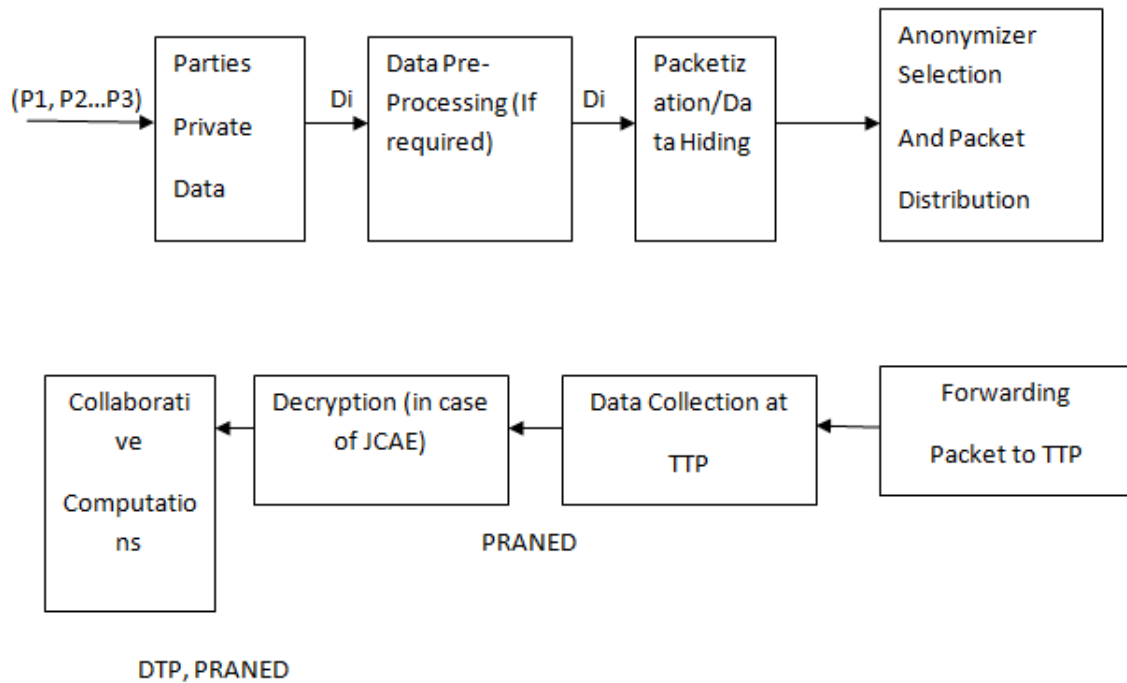 (P1, P2...P3)
Parties
Private
Data
Di
Data Pre-
Processing (If
required)
Di
Packetiz
ation/Da
ta Hiding
Anonymizer
Selection
And Packet
Distribution
Forwarding
Packet to TTP
Data Collection at
TTP
Decryption (in case
of JCAE)
Collaborati
ve
Computatio
ns
PRANED
DTP, PRANED